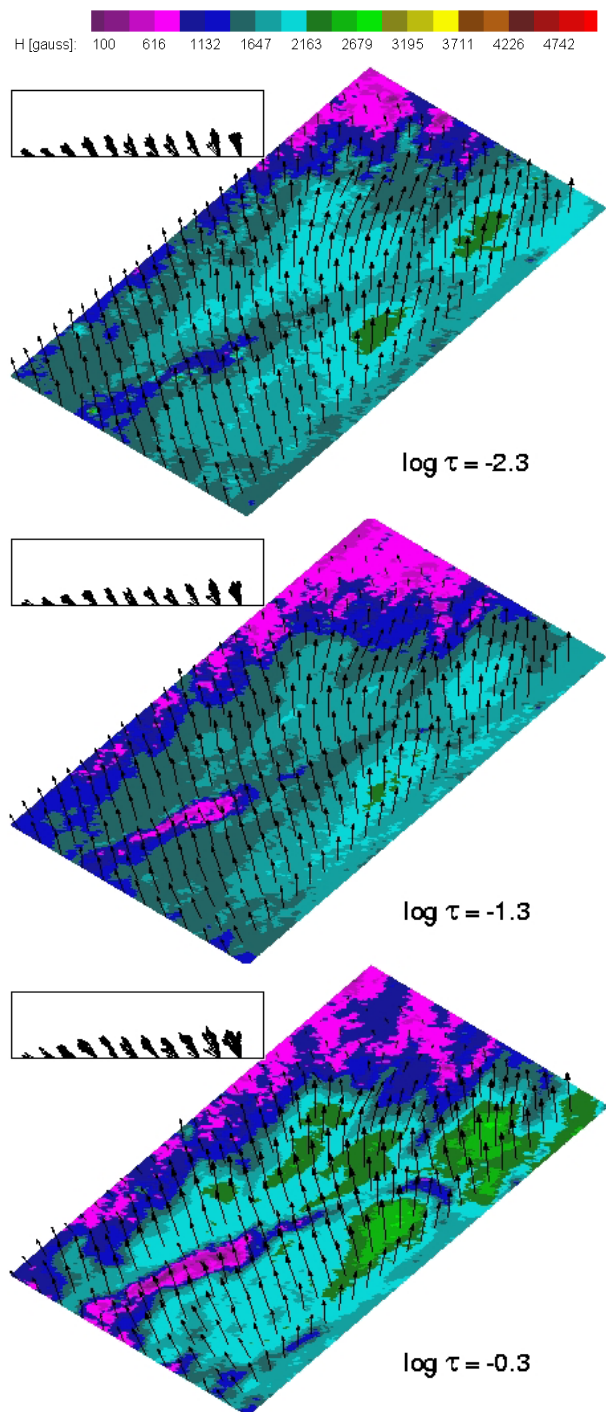 H [gauss]: 100 616 1132 1647 2163 2679 3195 3711 4226 4742
log τ = -2.3
log τ = -1.3
log τ = -0.3